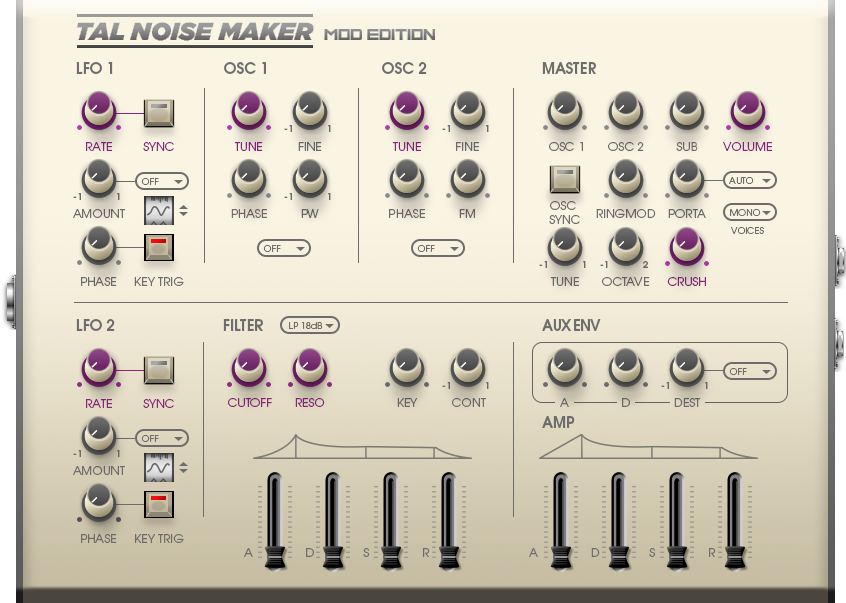 TAL NOISE MAKER MOD EDITION
LFO 1
RATE SYNC
OFF
-1 1
AMOUNT
PHASE KEY TRIG
OSC 1
TUNE -1 FINE 1
PHASE -1 PW 1
OFF
OSC 2
TUNE -1 FINE 1
PHASE FM
OFF
MASTER
OSC 1 OSC 2 SUB VOLUME
AUTO
OSC SYNC RINGMOD PORTA
MONO
VOICES
-1 1 -1 2
TUNE OCTAVE CRUSH
LFO 2
RATE SYNC
OFF
-1 1
AMOUNT
PHASE KEY TRIG
FILTER LP 18dB
-1 1
CUTOFF RESO KEY CONT
A D S R
AUX ENV
-1 1 OFF
A D DEST
AMP
A D S R